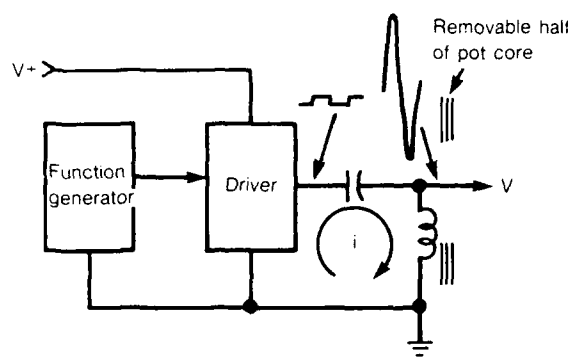 Removable half
of pot core
V+
Function
generator
Driver
V
i